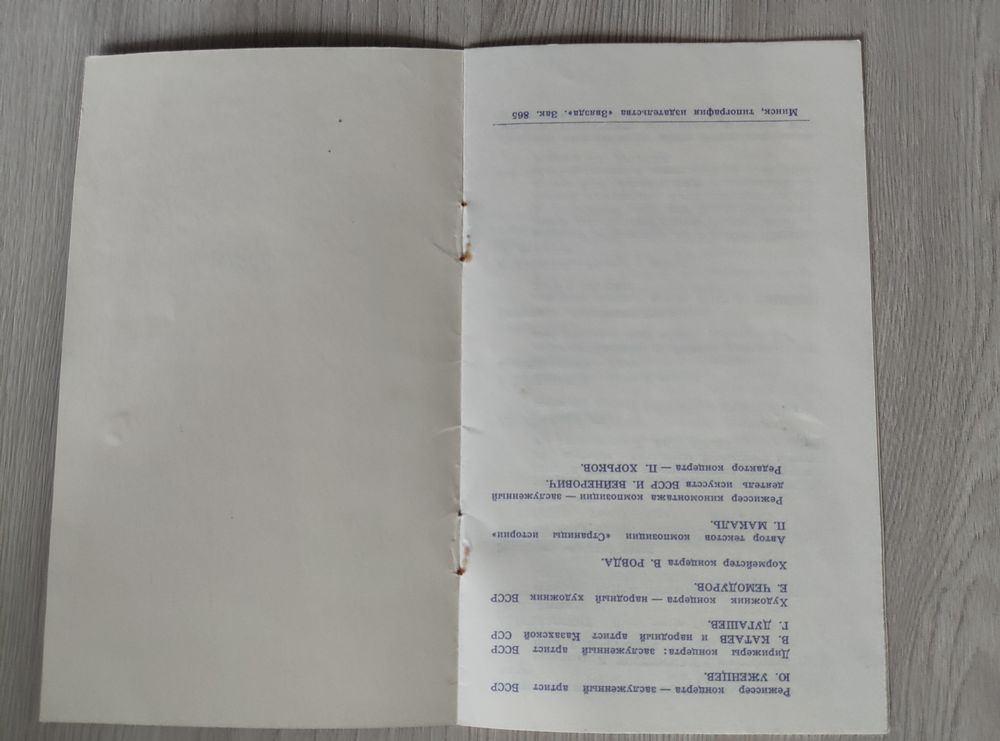 Режиссер концерта — заслуженный артист БССР
Ю. УЖЕНЦЕВ.
Дирижеры концерта: заслуженный артист БССР
В. КАТАЕВ и народный артист Казахской ССР
Г. ДУГАШЕВ.
Художник концерта — народный художник БССР
Е. ЧЕМОДУРОВ.
Хормейстер концерта В. РОВДА.
Автор текстов композиции «Страницы истории»
П. МАКАЛЬ.
Режиссер киномонтажа композиции — заслуженный
деятель искусств БССР И. ВЕЙНЕРОВИЧ.
Редактор концерта — П. ХОРЬКОВ.
Минск, типография издательства «Звязда». Зак. 865